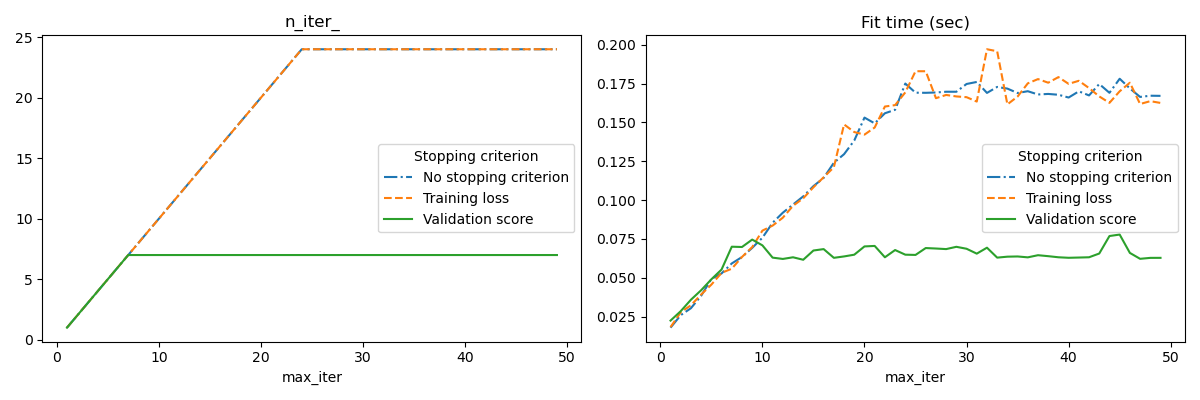 n_iter_
25
20
15
10
5
0
Stopping criterion
No stopping criterion
Training loss
Validation score
0 10 20 30 40 50
max_iter
Fit time (sec)
0.200
0.175
0.150
0.125
0.100
0.075
0.050
0.025
Stopping criterion
No stopping criterion
Training loss
Validation score
0 10 20 30 40 50
max_iter